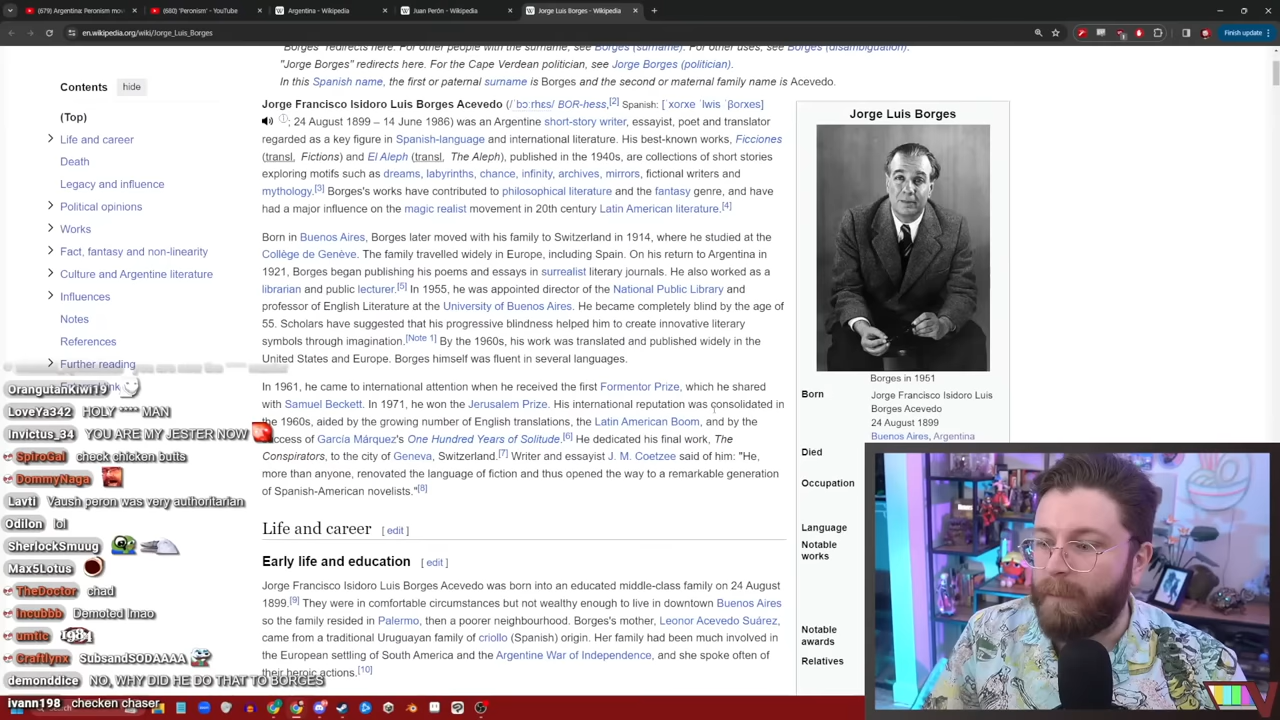 (679) Argentina: Peronism mov
(680) 'Peronism' - YouTube
Argentina - Wikipedia
Juan Perón - Wikipedia
Jorge Luis Borges - Wikipedia
en.wikipedia.org/wiki/Jorge_Luis_Borges
Finish update
"Borges" redirects here. For other people with the surname, see Borges (surname). For other uses, see Borges (disambiguation).
"Jorge Borges" redirects here. For the Cape Verdean politician, see Jorge Borges (politician).
In this Spanish name, the first or paternal surname is Borges and the second or maternal family name is Acevedo.
Contents hide
(Top)
Life and career
Death
Legacy and influence
Political opinions
Works
Fact, fantasy and non-linearity
Culture and Argentine literature
Influences
Notes
References
Further reading
Jorge Francisco Isidoro Luis Borges Acevedo (/ˈbɔːrhɛs/ BOR-hess,[2] Spanish: [ˈxoɾxe ˈlwis ˈβoɾxes]
; 24 August 1899 – 14 June 1986) was an Argentine short-story writer, essayist, poet and translator
regarded as a key figure in Spanish-language and international literature. His best-known works, Ficciones
(transl. Fictions) and El Aleph (transl. The Aleph), published in the 1940s, are collections of short stories
exploring motifs such as dreams, labyrinths, chance, infinity, archives, mirrors, fictional writers and
mythology.[3] Borges's works have contributed to philosophical literature and the fantasy genre, and have
had a major influence on the magic realist movement in 20th century Latin American literature.[4]
Born in Buenos Aires, Borges later moved with his family to Switzerland in 1914, where he studied at the
Collège de Genève. The family travelled widely in Europe, including Spain. On his return to Argentina in
1921, Borges began publishing his poems and essays in surrealist literary journals. He also worked as a
librarian and public lecturer.[5] In 1955, he was appointed director of the National Public Library and
professor of English Literature at the University of Buenos Aires. He became completely blind by the age of
55. Scholars have suggested that his progressive blindness helped him to create innovative literary
symbols through imagination.[Note 1] By the 1960s, his work was translated and published widely in the
United States and Europe. Borges himself was fluent in several languages.
In 1961, he came to international attention when he received the first Formentor Prize, which he shared
with Samuel Beckett. In 1971, he won the Jerusalem Prize. His international reputation was consolidated in
the 1960s, aided by the growing number of English translations, the Latin American Boom, and by the
success of García Márquez's One Hundred Years of Solitude.[6] He dedicated his final work, The
Conspirators, to the city of Geneva, Switzerland.[7] Writer and essayist J. M. Coetzee said of him: "He,
more than anyone, renovated the language of fiction and thus opened the way to a remarkable generation
of Spanish-American novelists."[8]
Life and career [ edit ]
Early life and education [ edit ]
Jorge Francisco Isidoro Luis Borges Acevedo was born into an educated middle-class family on 24 August
1899.[9] They were in comfortable circumstances but not wealthy enough to live in downtown Buenos Aires
so the family resided in Palermo, then a poorer neighbourhood. Borges's mother, Leonor Acevedo Suárez,
came from a traditional Uruguayan family of criollo (Spanish) origin. Her family had been much involved in
the European settling of South America and the Argentine War of Independence, and she spoke often of
their heroic actions.[10]
Jorge Luis Borges
Borges in 1951
Born Jorge Francisco Isidoro Luis
Borges Acevedo
24 August 1899
Buenos Aires, Argentina
Died
Occupation
Language
Notable
works
Notable
awards
Relatives
OrangutanKiwi19
LoveYa342 HOLY **** MAN
Invictus_34 YOU ARE MY JESTER NOW
SpiroGal check chicken butts
DommyNaga
Lavti Vaush peron was very authoritarian
Odilon lol
SherlockSmuug
Max5Lotus
TheDoctor chad
Incubbb Demoted lmao
umtic 1984
Craftlynx SubsandSODAAAA
demonddice NO, WHY DID HE DO THAT TO BORGES
ivann198 checken chaser